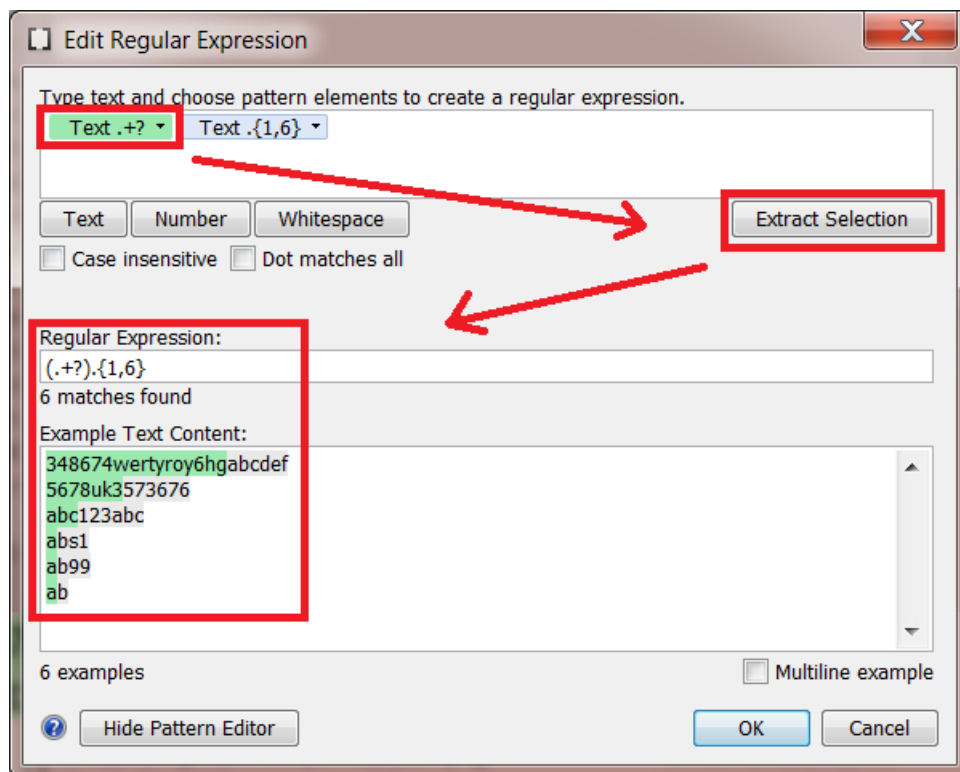 Edit Regular Expression
X
Type text and choose pattern elements to create a regular expression.
Text .+? Text .{1,6}
Text Number Whitespace Extract Selection
Case insensitive Dot matches all
Regular Expression:
(.+?).{1,6}
6 matches found
Example Text Content:
348674wertyroy6hgabcdef
5678uk3573676
abc123abc
abs1
ab99
ab
6 examples Multiline example
? Hide Pattern Editor OK Cancel